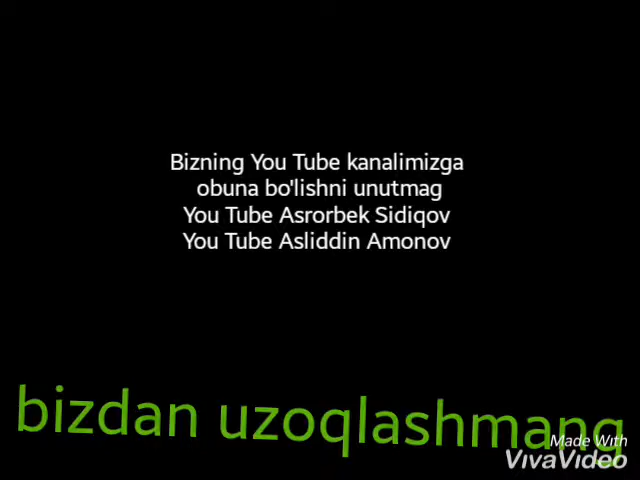 Bizning You Tube kanalimizga
obuna bo'lishni unutmag
You Tube Asrorbek Sidiqov
You Tube Asliddin Amonov
bizdan uzoqlashmang
Made With
VivaVideo